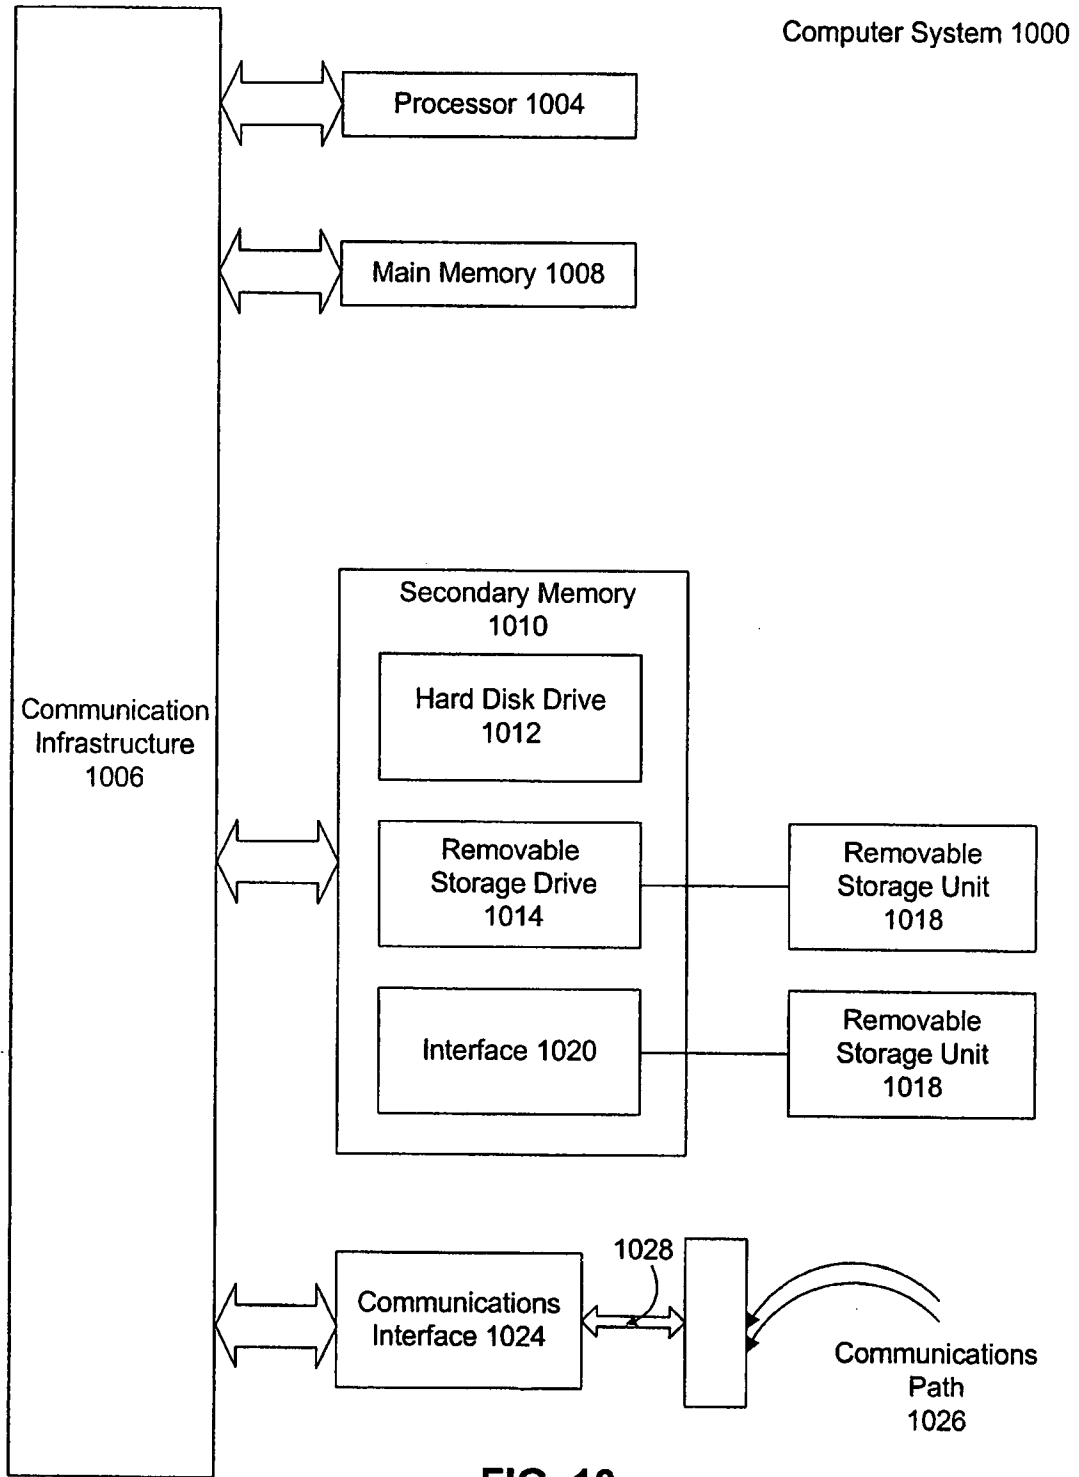 Computer System 1000
Processor 1004
Main Memory 1008
Communication
Infrastructure
1006
Secondary Memory
1010
Hard Disk Drive
1012
Removable
Storage Drive
1014
Removable
Storage Unit
1018
Interface 1020
Removable
Storage Unit
1018
Communications
Interface 1024
1028
Communications
Path
1026